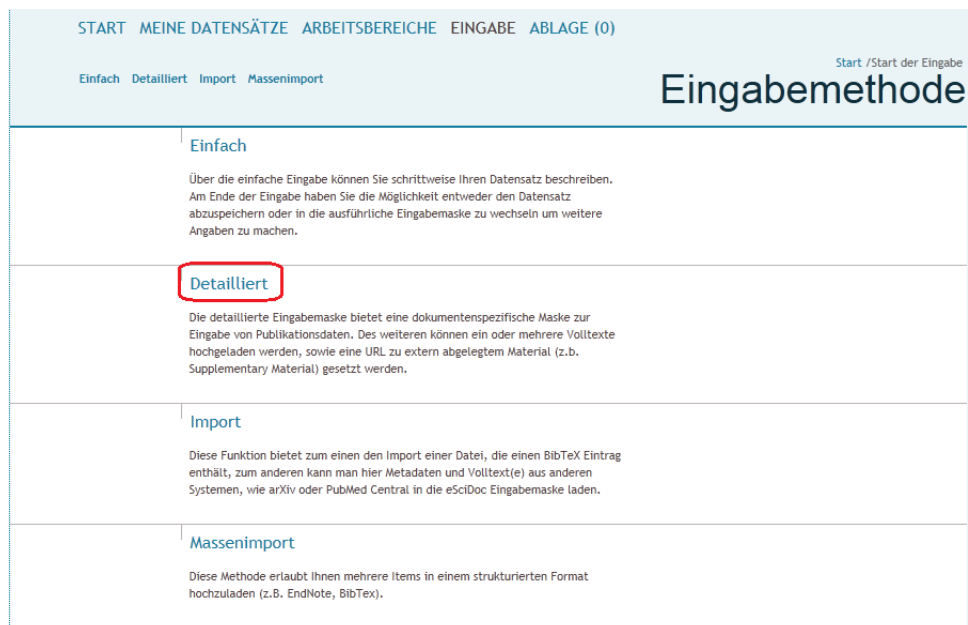 START MEINE DATENSÄTZE ARBEITSBEREICHE EINGABE ABLAGE (0)
Start /Start der Eingabe
Einfach Detailliert Import Massenimport
Eingabemethode
Einfach
Über die einfache Eingabe können Sie schrittweise Ihren Datensatz beschreiben.
Am Ende der Eingabe haben Sie die Möglichkeit entweder den Datensatz
abzuspeichern oder in die ausführliche Eingabemaske zu wechseln um weitere
Angaben zu machen.
Detailliert
Die detaillierte Eingabemaske bietet eine dokumentenspezifische Maske zur
Eingabe von Publikationsdaten. Des weiteren können ein oder mehrere Volltexte
hochgeladen werden, sowie eine URL zu extern abgelegtem Material (z.b.
Supplementary Material) gesetzt werden.
Import
Diese Funktion bietet zum einen den Import einer Datei, die einen BibTeX Eintrag
enthält, zum anderen kann man hier Metadaten und Volltext(e) aus anderen
Systemen, wie arXiv oder PubMed Central in die eSciDoc Eingabemaske laden.
Massenimport
Diese Methode erlaubt Ihnen mehrere Items in einem strukturierten Format
hochzuladen (z.B. EndNote, BibTex).